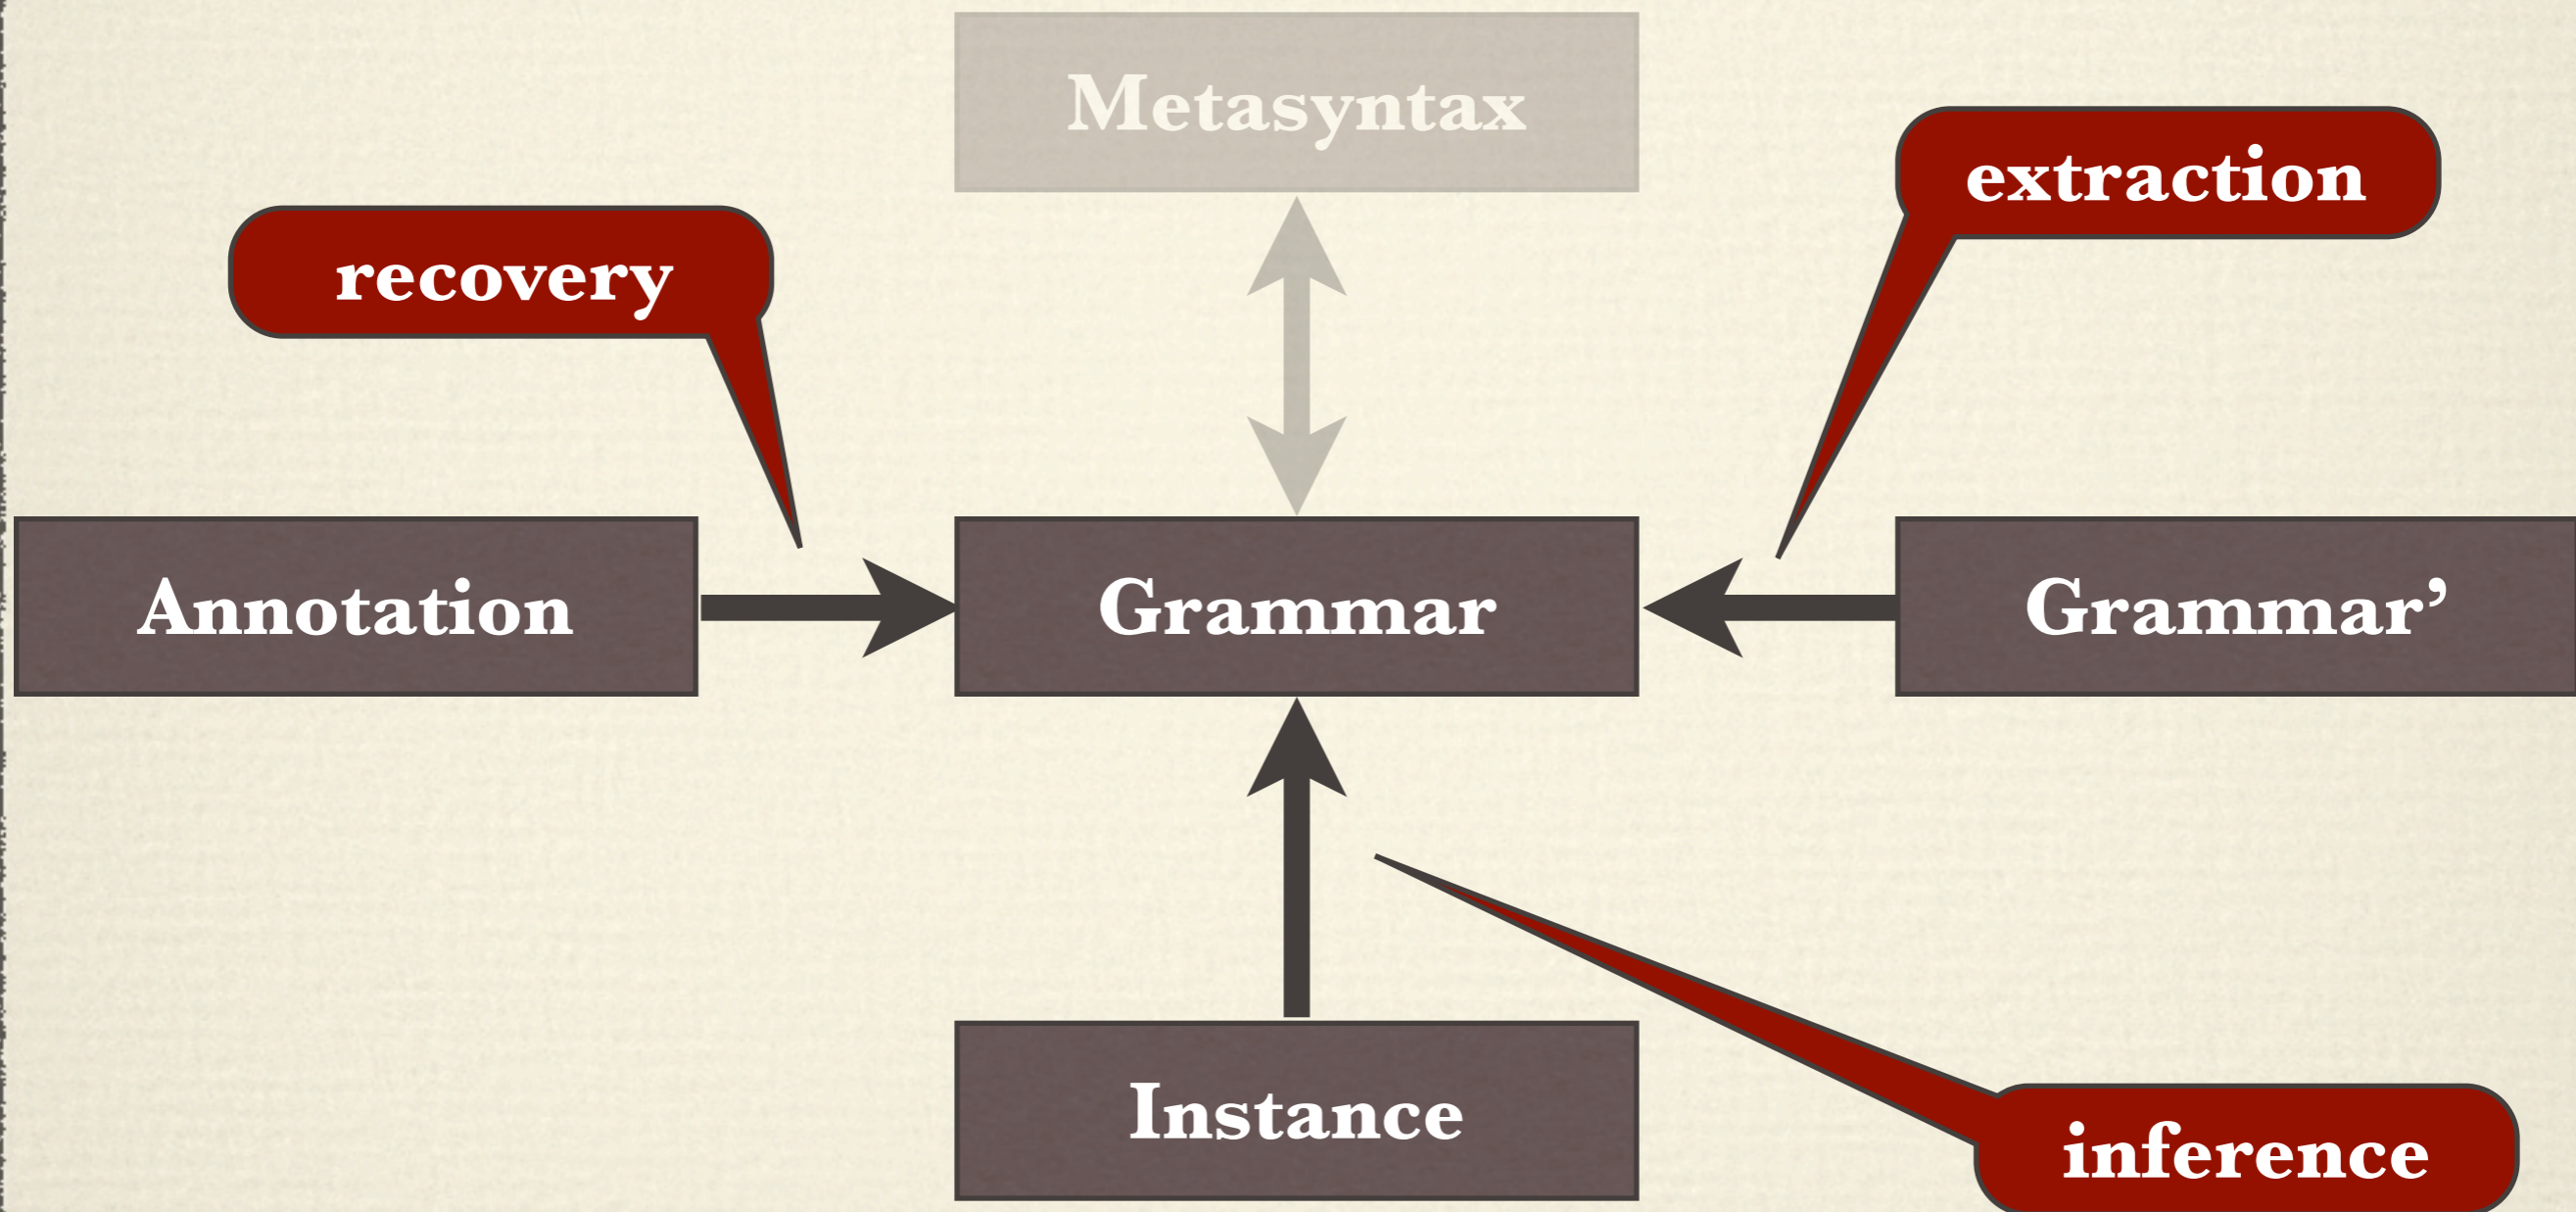 Metasyntax
extraction
recovery
Annotation
Grammar
Grammar’
Instance
inference